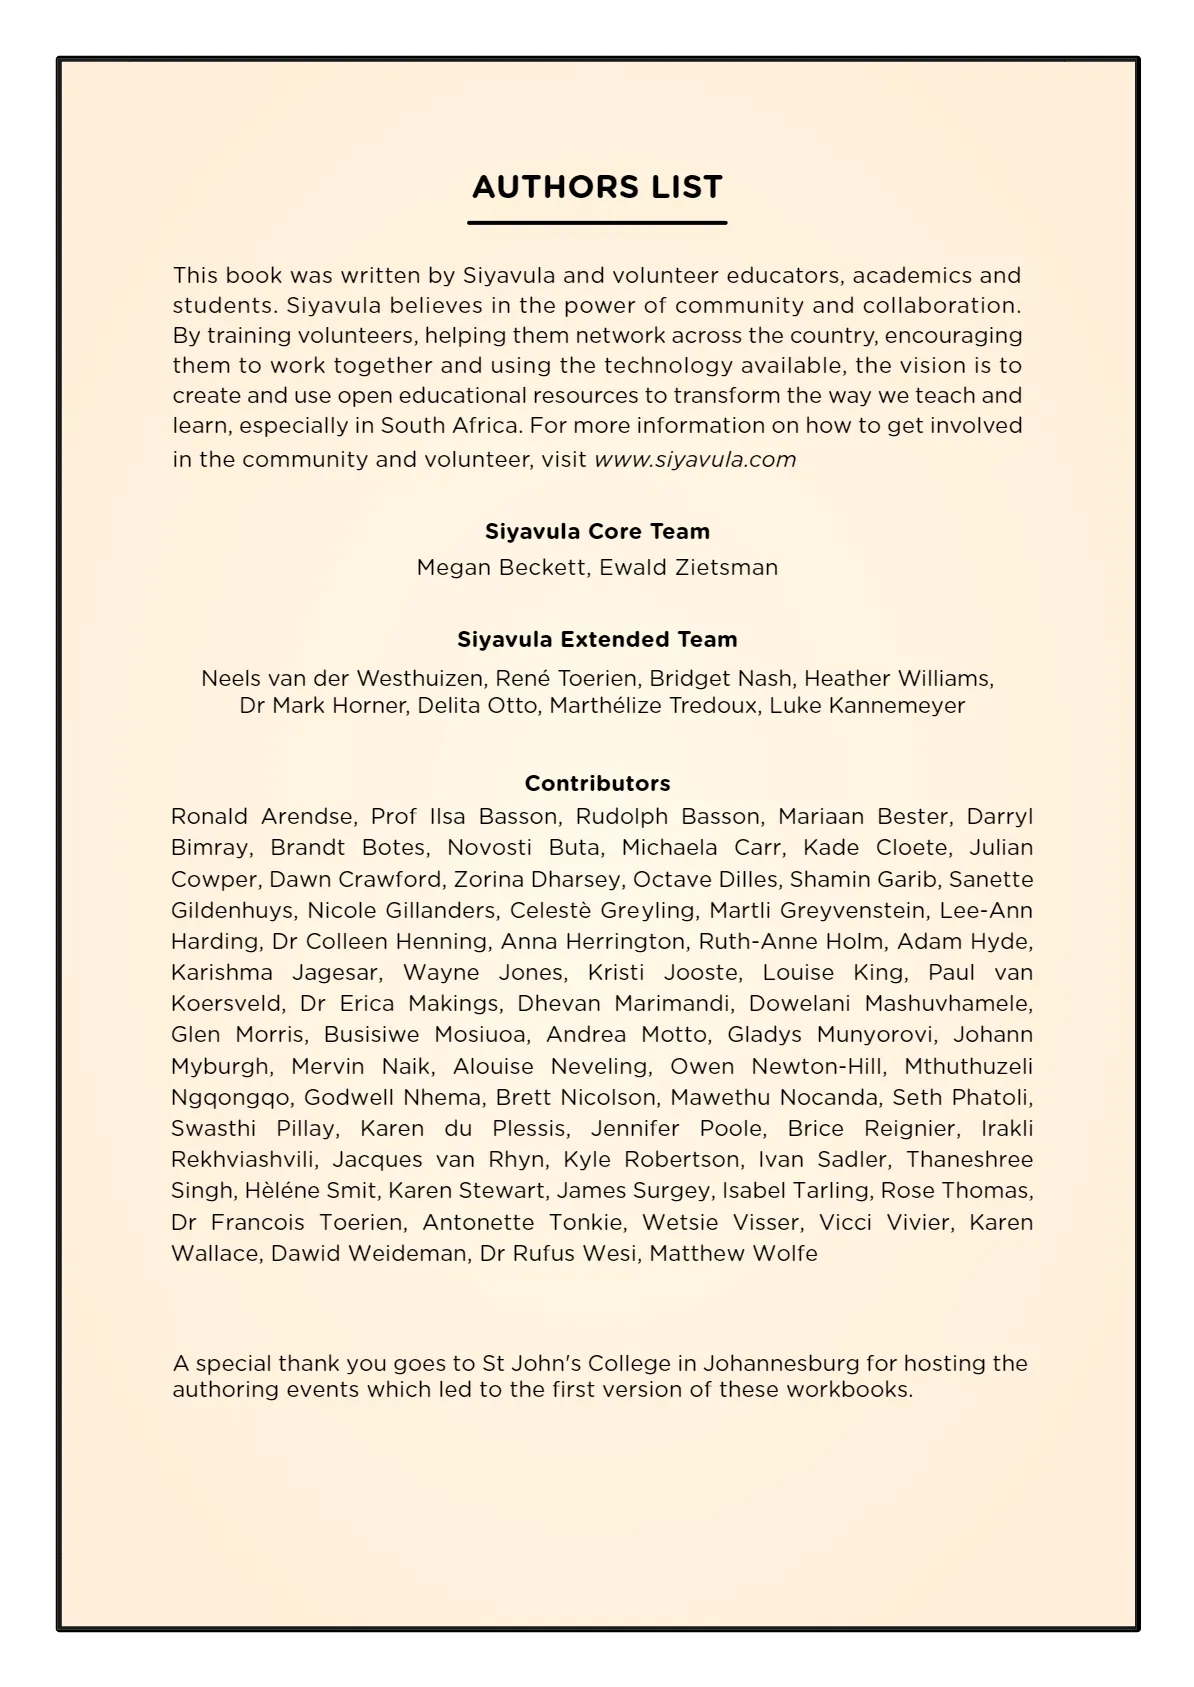 AUTHORS LIST
This book was written by Siyavula and volunteer educators, academics and
students. Siyavula believes in the power of community and collaboration.
By training volunteers, helping them network across the country, encouraging
them to work together and using the technology available, the vision is to
create and use open educational resources to transform the way we teach and
learn, especially in South Africa. For more information on how to get involved
in the community and volunteer, visit www.siyavula.com
Siyavula Core Team
Megan Beckett, Ewald Zietsman
Siyavula Extended Team
Neels van der Westhuizen, René Toerien, Bridget Nash, Heather Williams,
Dr Mark Horner, Delita Otto, Marthélize Tredoux, Luke Kannemeyer
Contributors
Ronald Arendse, Prof Ilsa Basson, Rudolph Basson, Mariaan Bester, Darryl
Bimray, Brandt Botes, Novosti Buta, Michaela Carr, Kade Cloete, Julian
Cowper, Dawn Crawford, Zorina Dharsey, Octave Dilles, Shamin Garib, Sanette
Gildenhuys, Nicole Gillanders, Celestè Greyling, Martli Greyvenstein, Lee-Ann
Harding, Dr Colleen Henning, Anna Herrington, Ruth-Anne Holm, Adam Hyde,
Karishma Jagesar, Wayne Jones, Kristi Jooste, Louise King, Paul van
Koersveld, Dr Erica Makings, Dhevan Marimandi, Dowelani Mashuvhamele,
Glen Morris, Busisiwe Mosiuoa, Andrea Motto, Gladys Munyorovi, Johann
Myburgh, Mervin Naik, Alouise Neveling, Owen Newton-Hill, Mthuthuzeli
Ngqongqo, Godwell Nhema, Brett Nicolson, Mawethu Nocanda, Seth Phatoli,
Swasthi Pillay, Karen du Plessis, Jennifer Poole, Brice Reignier, Irakli
Rekhviashvili, Jacques van Rhyn, Kyle Robertson, Ivan Sadler, Thaneshree
Singh, Hèléne Smit, Karen Stewart, James Surgey, Isabel Tarling, Rose Thomas,
Dr Francois Toerien, Antonette Tonkie, Wetsie Visser, Vicci Vivier, Karen
Wallace, Dawid Weideman, Dr Rufus Wesi, Matthew Wolfe
A special thank you goes to St John's College in Johannesburg for hosting the
authoring events which led to the first version of these workbooks.